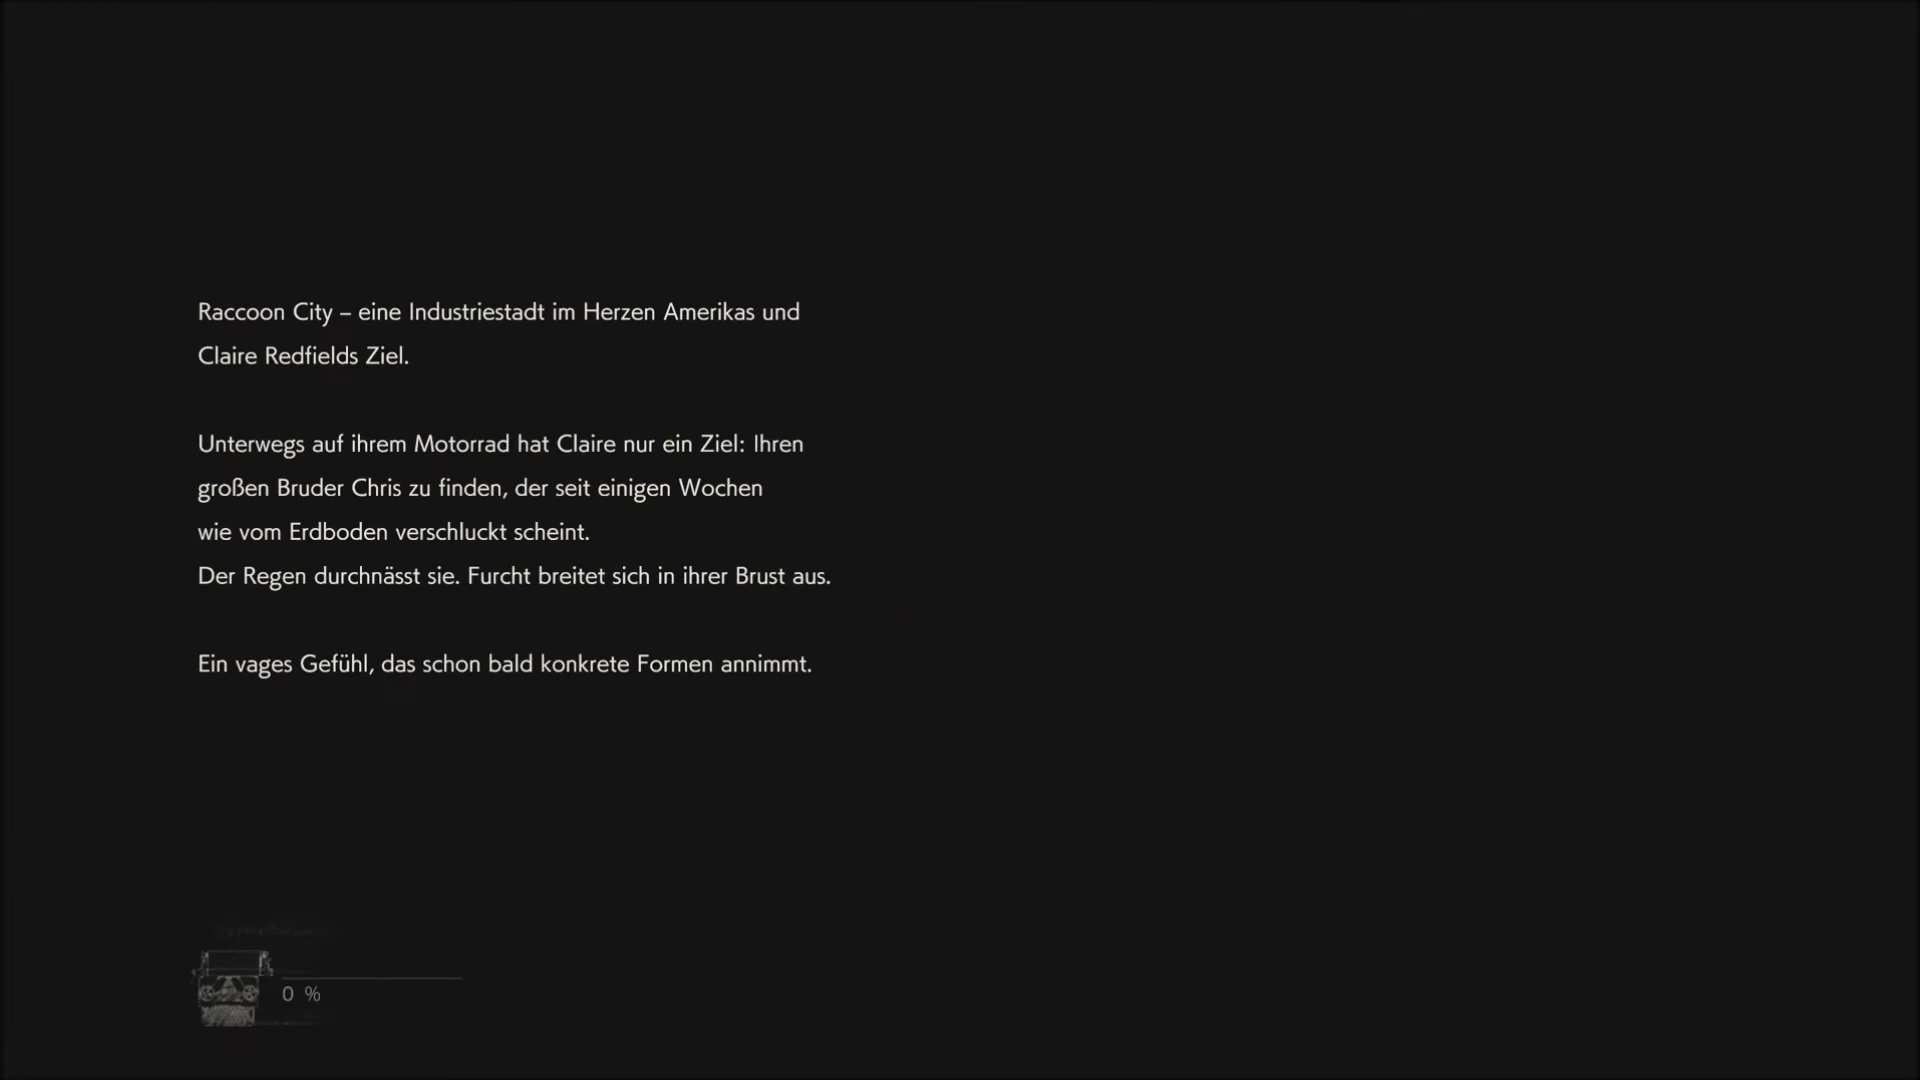 Raccoon City – eine Industriestadt im Herzen Amerikas und
Claire Redfields Ziel.
Unterwegs auf ihrem Motorrad hat Claire nur ein Ziel: Ihren
großen Bruder Chris zu finden, der seit einigen Wochen
wie vom Erdboden verschluckt scheint.
Der Regen durchnässt sie. Furcht breitet sich in ihrer Brust aus.
Ein vages Gefühl, das schon bald konkrete Formen annimmt.
0 %